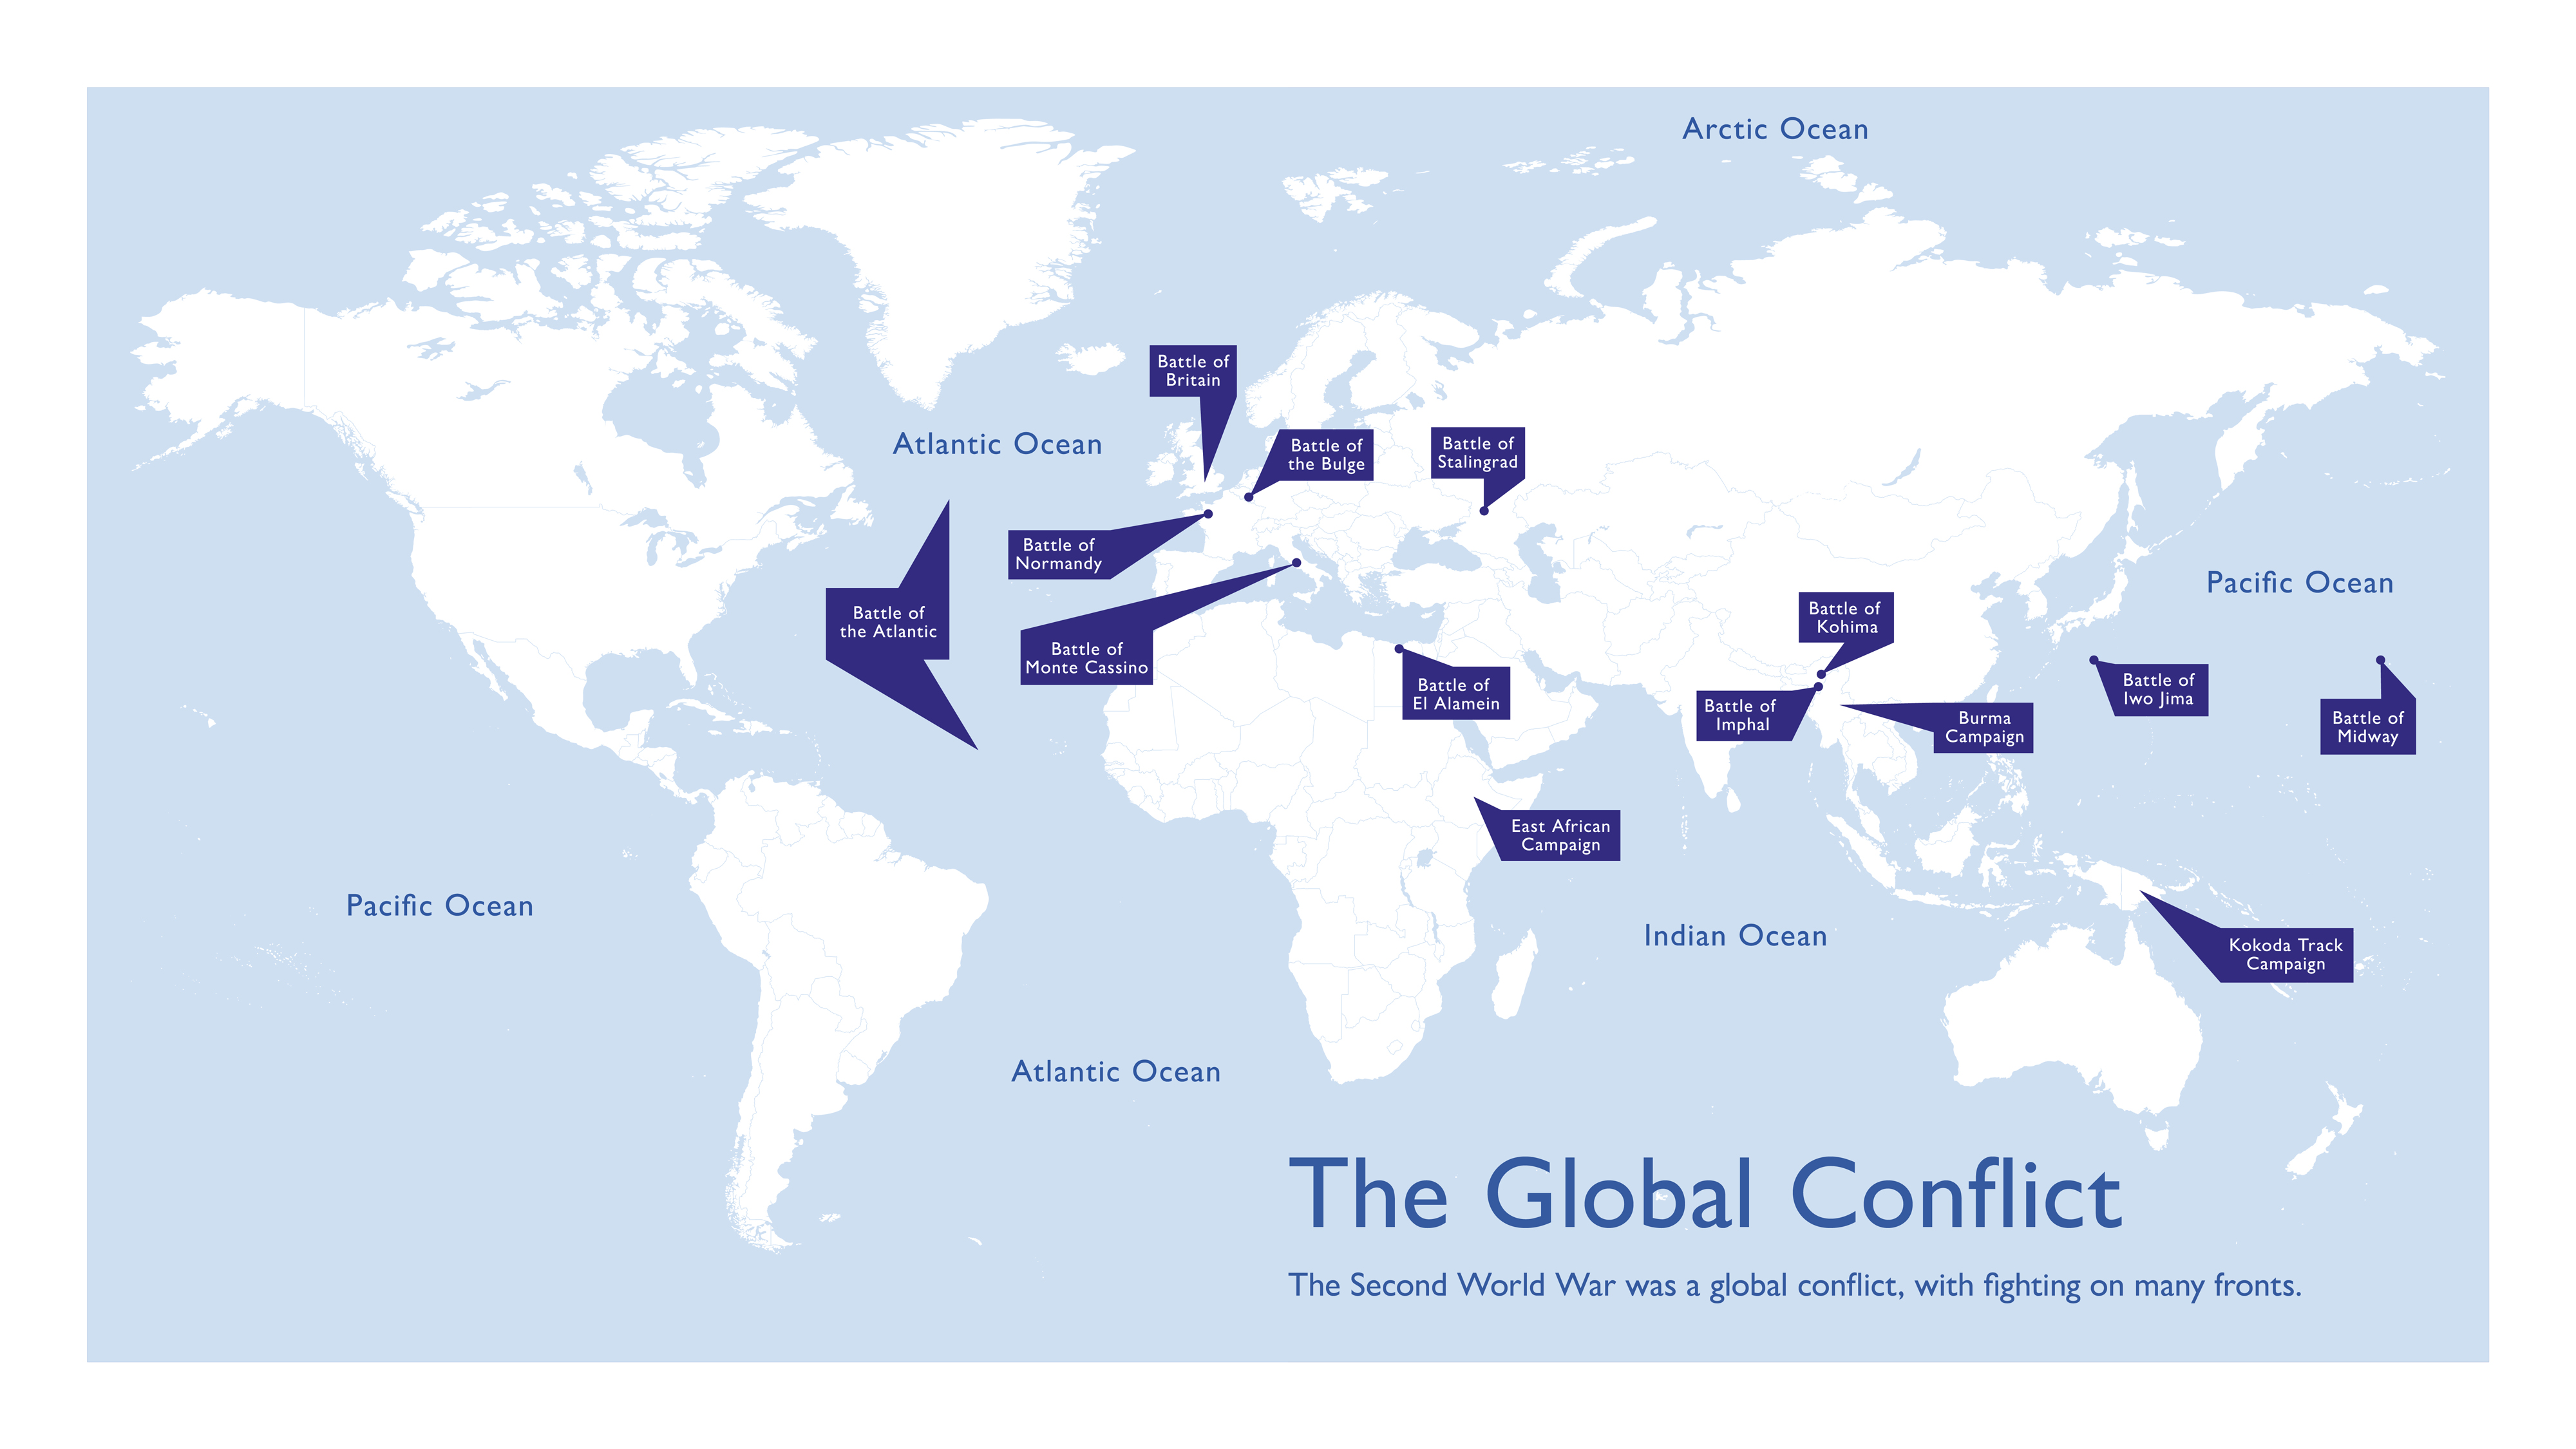 Arctic Ocean
Battle of
Britain
Atlantic Ocean
Battle of
the Bulge
Battle of
Stalingrad
Battle of
Normandy
Pacific Ocean
Battle of
the Atlantic
Battle of
Kohima
Battle of
Monte Cassino
Battle of
El Alamein
Battle of
Imphal
Burma
Campaign
Battle of
Iwo Jima
Battle of
Midway
East African
Campaign
Pacific Ocean
Indian Ocean
Kokoda Track
Campaign
Atlantic Ocean
The Global Conflict
The Second World War was a global conflict, with fighting on many fronts.